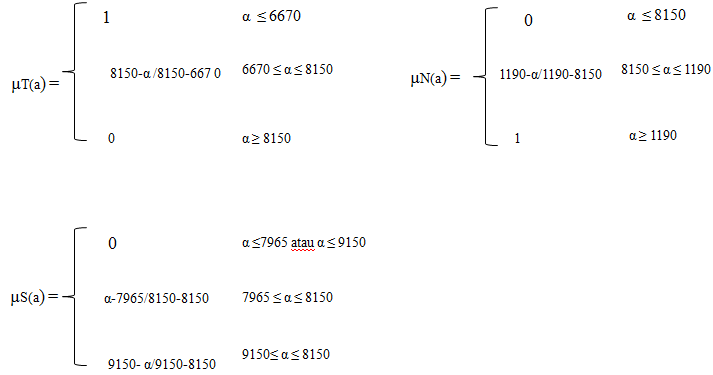 1 α ≤6670 0 α ≤8150
μT(a)= 8150-α/8150-667 0 6670≤α≤8150 μN(a)= 1190-α/1190-8150 8150≤α≤1190
0 α≥ 8150 1 α≥ 1190
0 α ≤7965 atau α ≤ 9150
μS(a)= α-7965/8150-8150 7965 ≤α≤ 8150
9150- α/9150-8150 9150≤ α≤ 8150